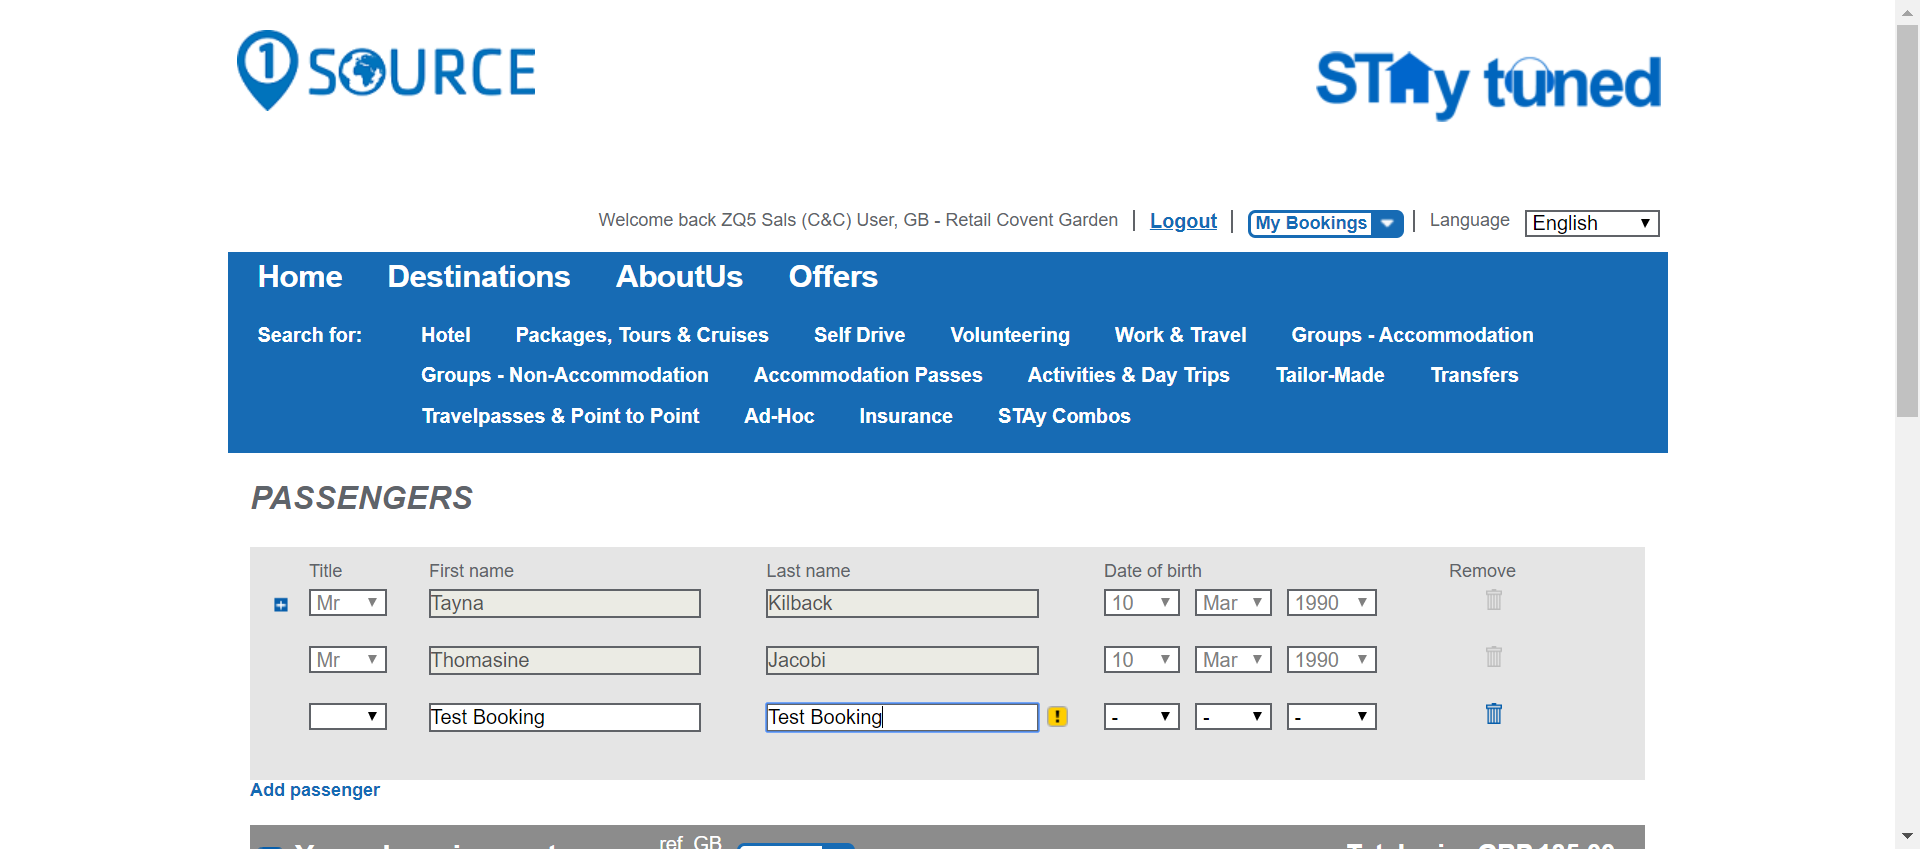 1 SOURCE
STAy tuned
Welcome back ZQ5 Sals (C&C) User, GB - Retail Covent Garden | Logout | My Bookings | Language English
Home Destinations AboutUs Offers
Search for: Hotel Packages, Tours & Cruises Self Drive Volunteering Work & Travel Groups - Accommodation
Groups - Non-Accommodation Accommodation Passes Activities & Day Trips Tailor-Made Transfers
Travelpasses & Point to Point Ad-Hoc Insurance STAy Combos
PASSENGERS
Title First name Last name Date of birth Remove
Mr Tayna Kilback 10 Mar 1990
Mr Thomasine Jacobi 10 Mar 1990
Test Booking Test Booking ! - - -
Add passenger
ref GB